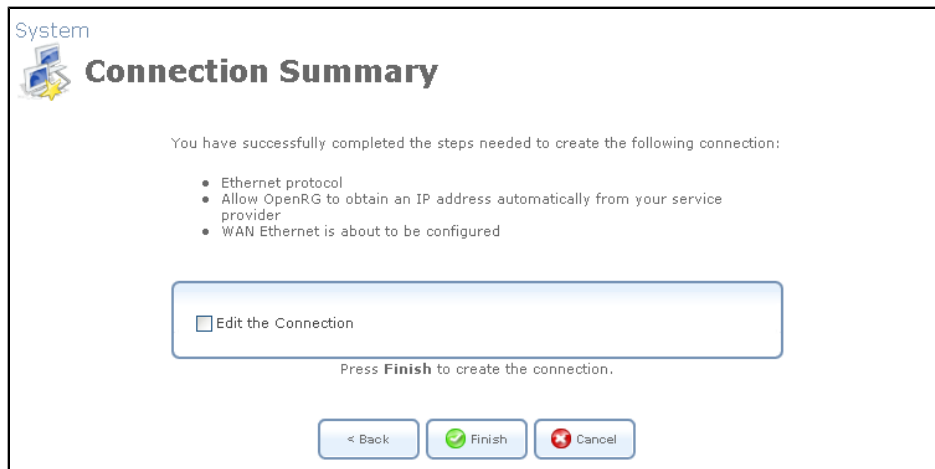 System
Connection Summary
You have successfully completed the steps needed to create the following connection:
● Ethernet protocol
● Allow OpenRG to obtain an IP address automatically from your service
provider
● WAN Ethernet is about to be configured
Edit the Connection
Press Finish to create the connection.
< Back
Finish
Cancel